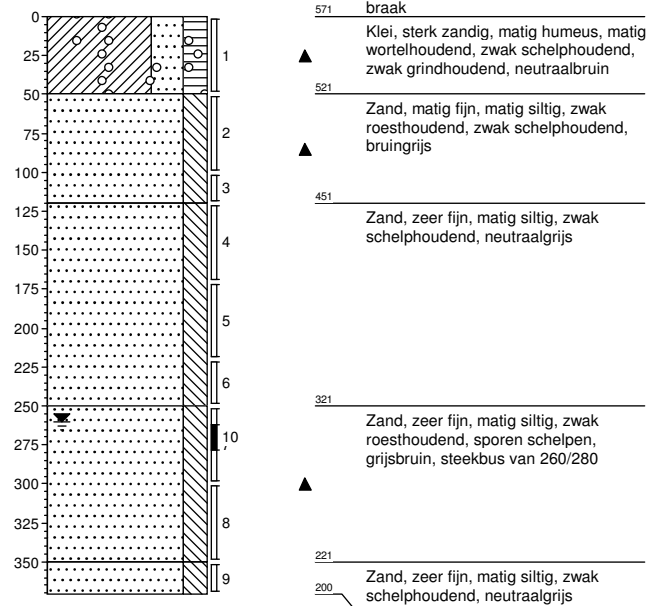 571 braak
0
Klei, sterk zandig, matig humeus, matig
wortelhoudend, zwak schelphoudend,
zwak grindhoudend, neutraalbruin
25
1
50
521
Zand, matig fijn, matig siltig, zwak
roesthoudend, zwak schelphoudend,
bruingrijs
75
2
100
3
451
125
Zand, zeer fijn, matig siltig, zwak
schelphoudend, neutraalgrijs
4
150
175
5
200
225
6
250
321
Zand, zeer fijn, matig siltig, zwak
roesthoudend, sporen schelpen,
grijsbruin, steekbus van 260/280
10
275
300
8
325
350
221
Zand, zeer fijn, matig siltig, zwak
schelphoudend, neutraalgrijs
9
200